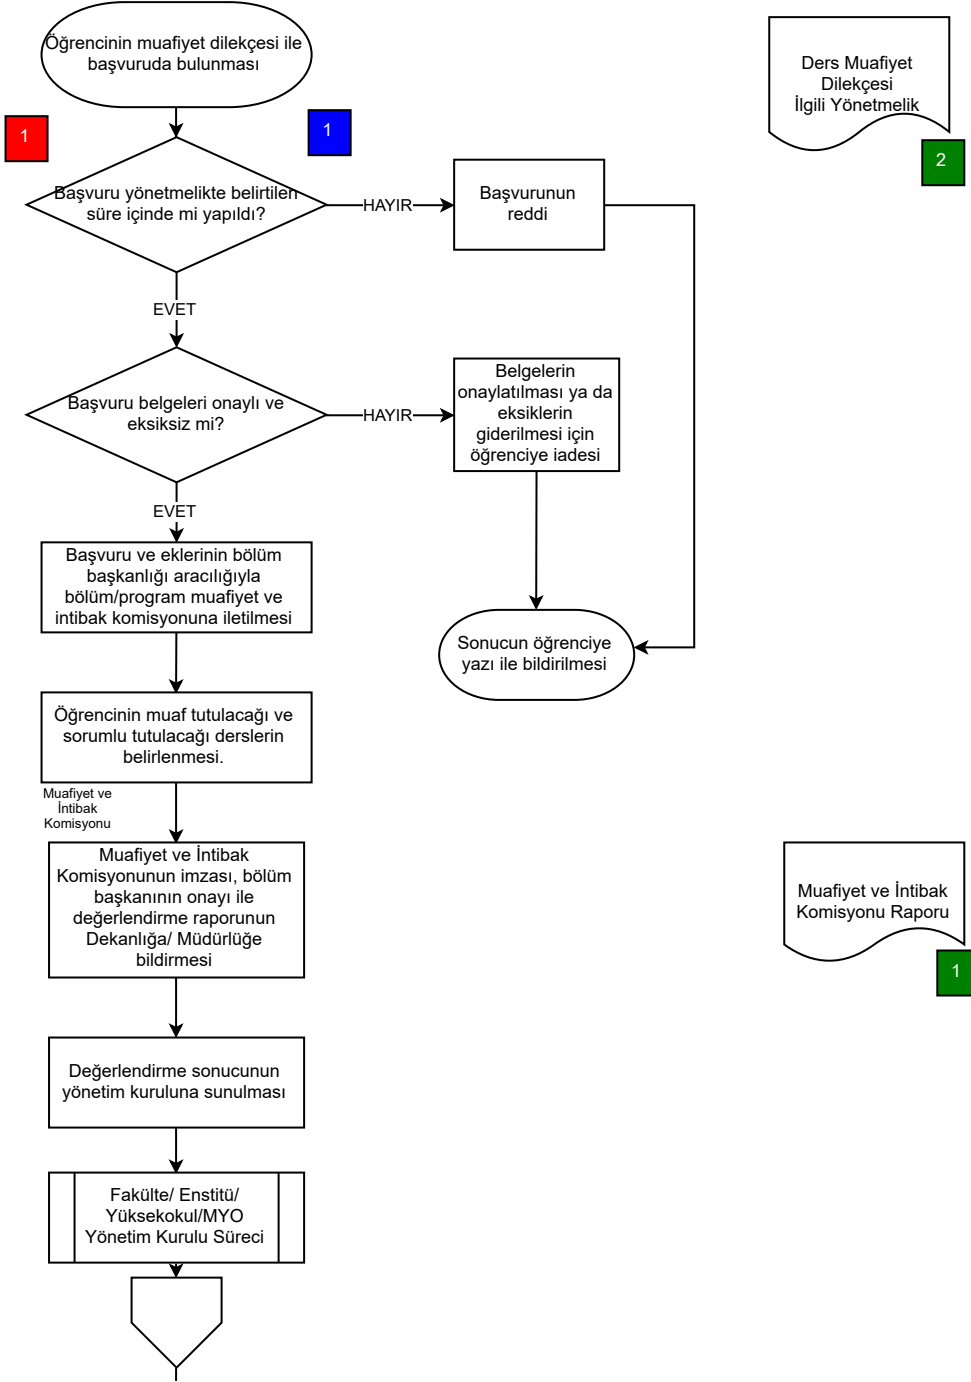 Öğrencinin muafiyet dilekçesi ile
başvuruda bulunması
Ders Muafiyet
Dilekçesi
İlgili Yönetmelik
2
1
1
Başvuru yönetmelikte belirtilen
süre içinde mi yapıldı?
HAYIR
Başvurunun
reddi
EVET
Başvuru belgeleri onaylı ve
eksiksiz mi?
HAYIR
Belgelerin
onaylatılması ya da
eksiklerin
giderilmesi için
öğrenciye iadesi
EVET
Başvuru ve eklerinin bölüm
başkanlığı aracılığıyla
bölüm/program muafiyet ve
intibak komisyonuna iletilmesi
Sonucun öğrenciye
yazı ile bildirilmesi
Öğrencinin muaf tutulacağı ve
sorumlu tutulacağı derslerin
belirlenmesi.
Muafiyet ve
İntibak
Komisyonu
Muafiyet ve İntibak
Komisyonunun imzası, bölüm
başkanının onayı ile
değerlendirme raporunun
Dekanlığa/ Müdürlüğe
bildirmesi
Muafiyet ve İntibak
Komisyonu Raporu
1
Değerlendirme sonucunun
yönetim kuruluna sunulması
Fakülte/ Enstitü/
Yüksekokul/MYO
Yönetim Kurulu Süreci